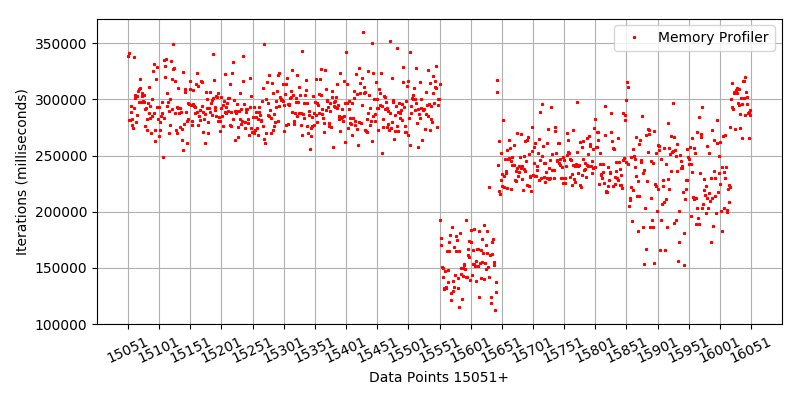 Memory Profiler
Iterations (milliseconds)
350000
300000
250000
200000
150000
100000
15051 15101 15151 15201 15251 15301 15351 15401 15451 15501 15551 15601 15651 15701 15751 15801 15851 15901 15951 16001 16051
Data Points 15051+